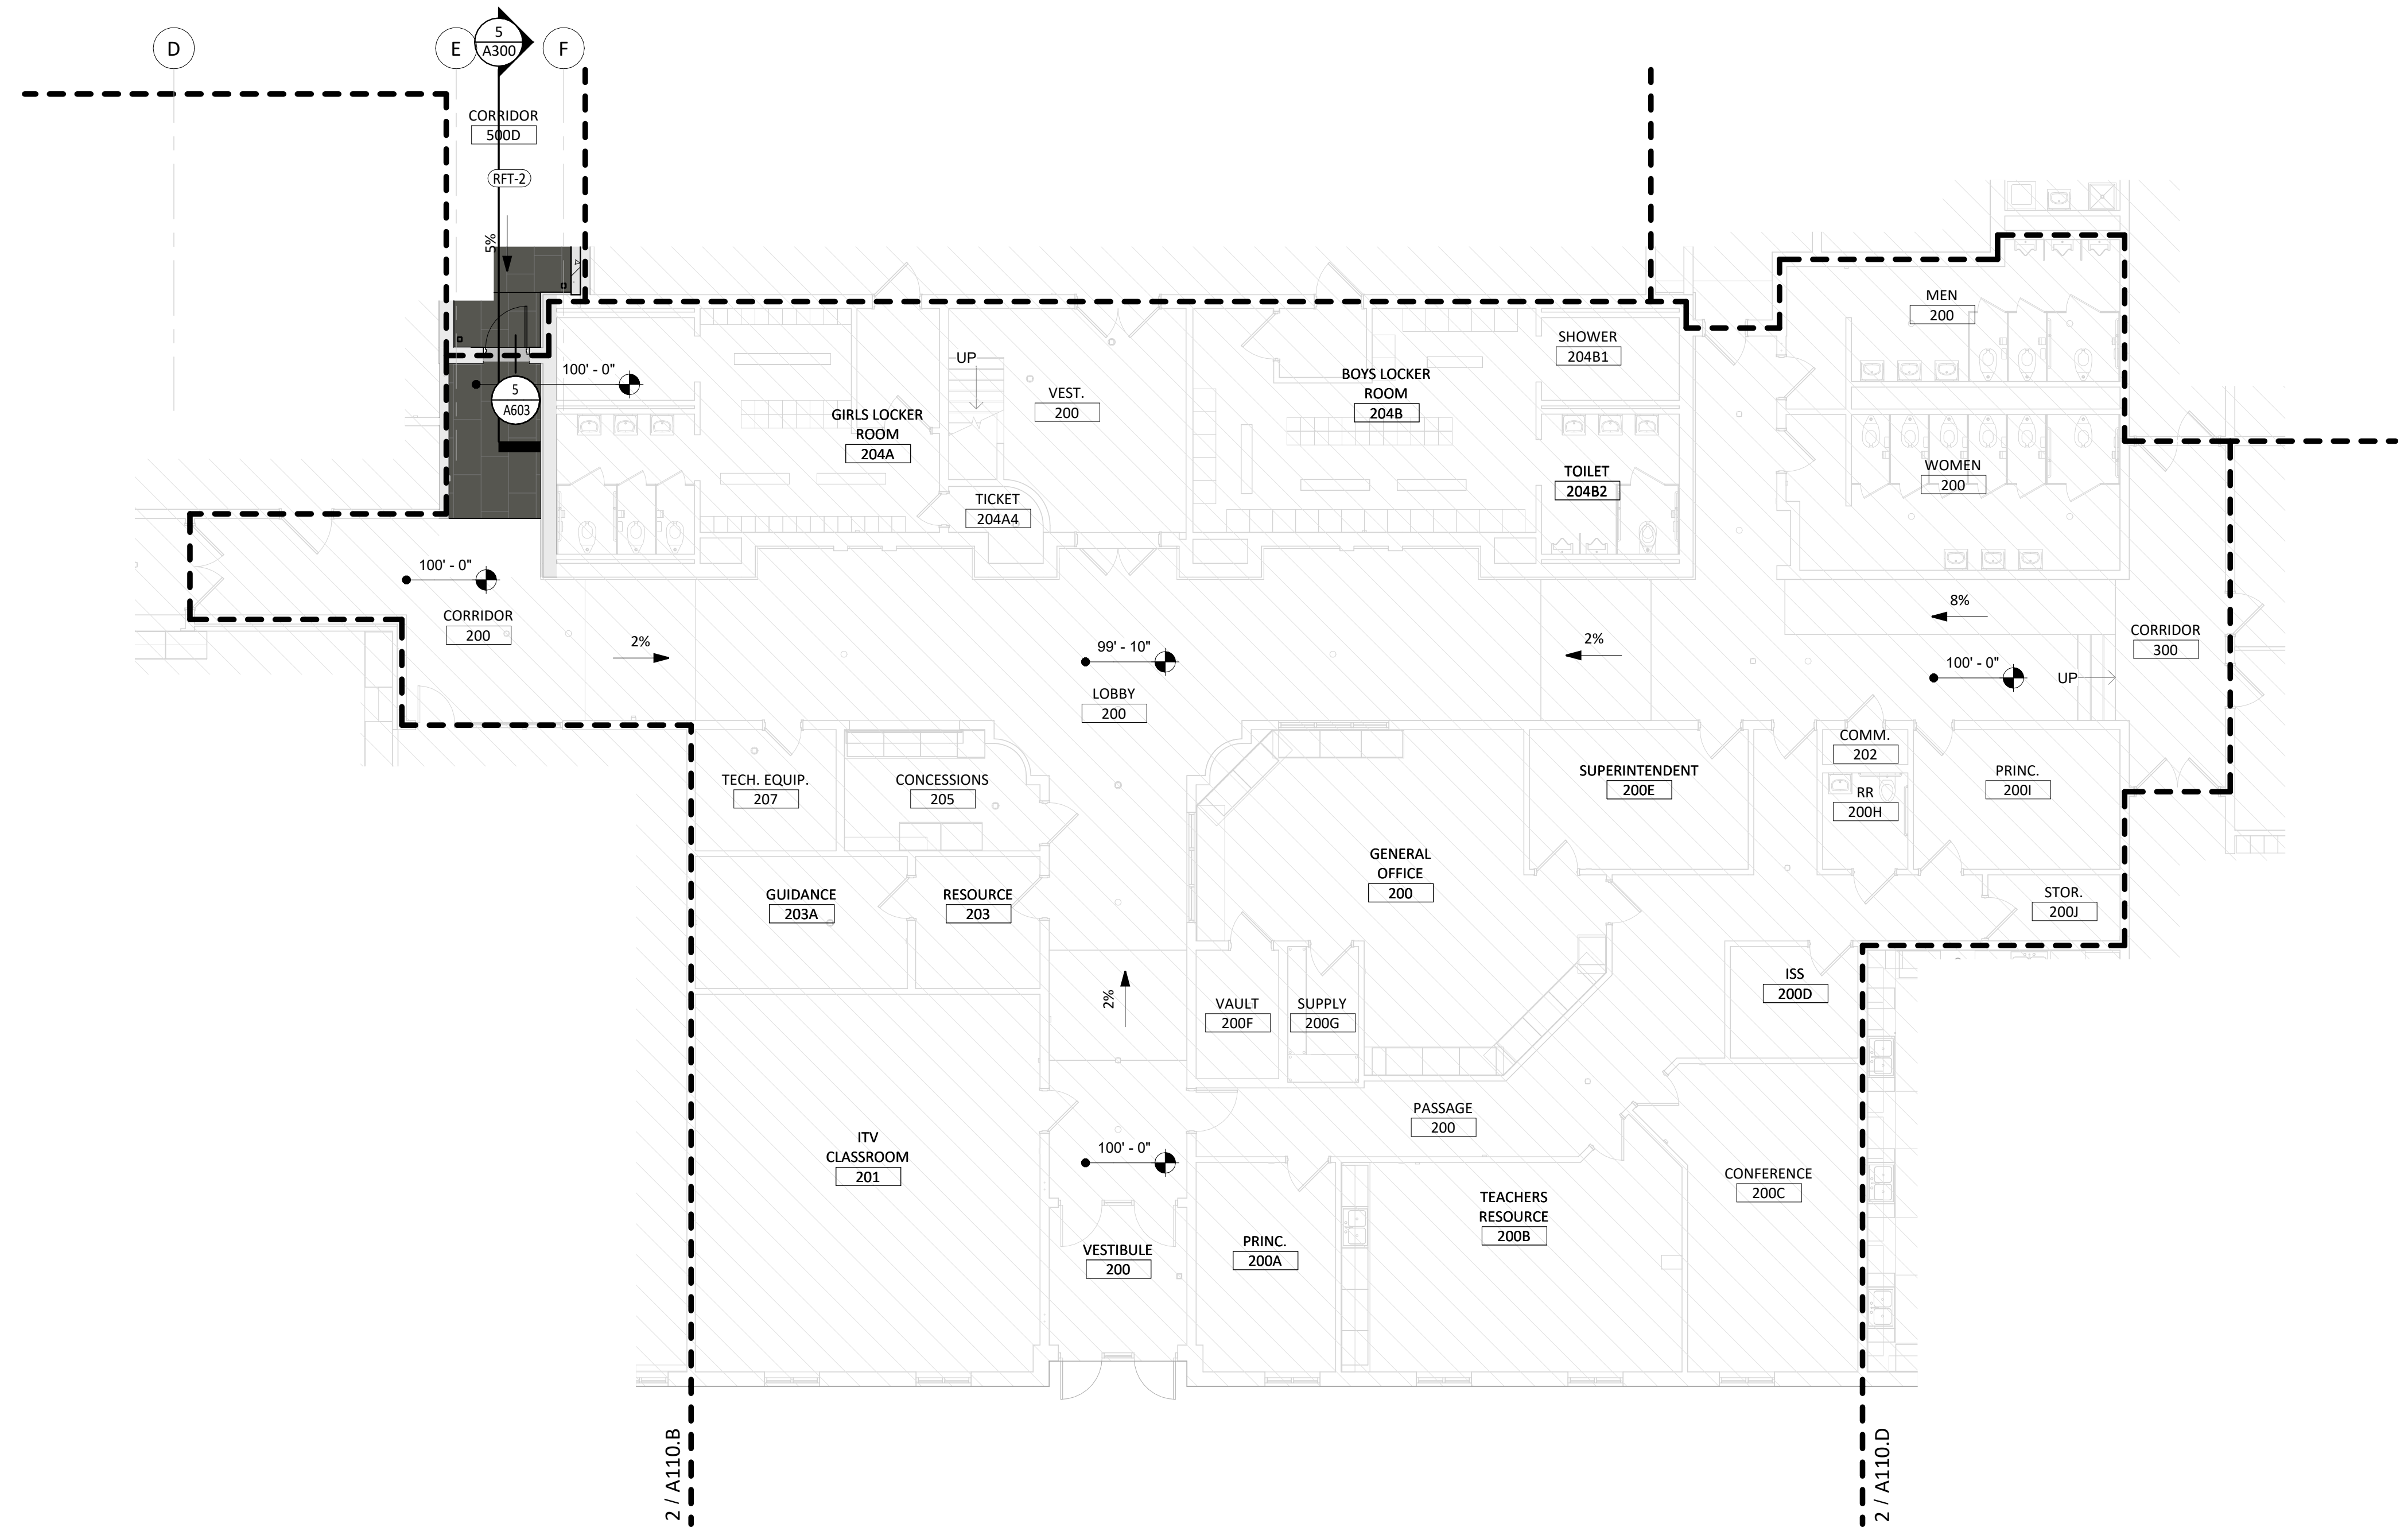 D
E
5
A300
F
CORRIDOR
500D
RFT-2
5%
100' - 0"
5
A603
UP
VEST.
200
GIRLS LOCKER
ROOM
204A
TICKET
204A4
BOYS LOCKER
ROOM
204B
SHOWER
204B1
TOILET
204B2
MEN
200
WOMEN
200
100' - 0"
CORRIDOR
200
2%
99' - 10"
LOBBY
200
2%
8%
100' - 0"
UP
CORRIDOR
300
TECH. EQUIP.
207
CONCESSIONS
205
SUPERINTENDENT
200E
COMM.
202
RR
200H
PRINC.
200I
GUIDANCE
203A
RESOURCE
203
GENERAL
OFFICE
200
STOR.
200J
2%
VAULT
200F
SUPPLY
200G
ISS
200D
ITV
CLASSROOM
201
100' - 0"
PASSAGE
200
VESTIBULE
200
PRINC.
200A
TEACHERS
RESOURCE
200B
CONFERENCE
200C
2 / A110.B
2 / A110.D